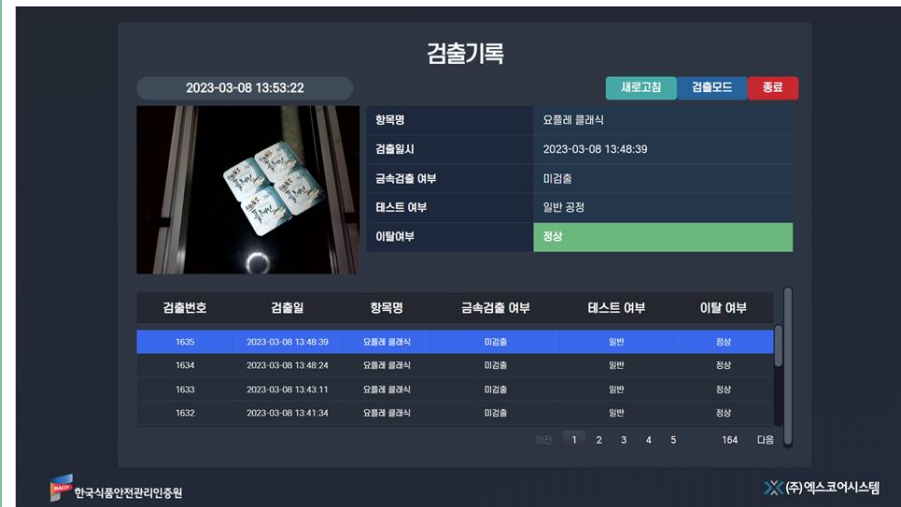 검출기록
2023-03-08 13:53:22
새로고침 검출모드 종료
항목명 요플레 클래식
검출일시 2023-03-08 13:48:39
금속검출 여부 미검출
테스트 여부 일반 공정
이탈여부 정상
검출번호 검출일 항목명 금속검출 여부 테스트 여부 이탈 여부
1635 2023-03-08 13:48:39 요플레 클래식 미검출 일반 정상
1634 2023-03-08 13:48:24 요플레 클래식 미검출 일반 정상
1633 2023-03-08 13:43:11 요플레 클래식 미검출 일반 정상
1632 2023-03-08 13:41:34 요플레 클래식 미검출 일반 정상
이전 1 2 3 4 5 164 다음
HACCP 한국식품안전관리인증원
(주)엑스코어시스템